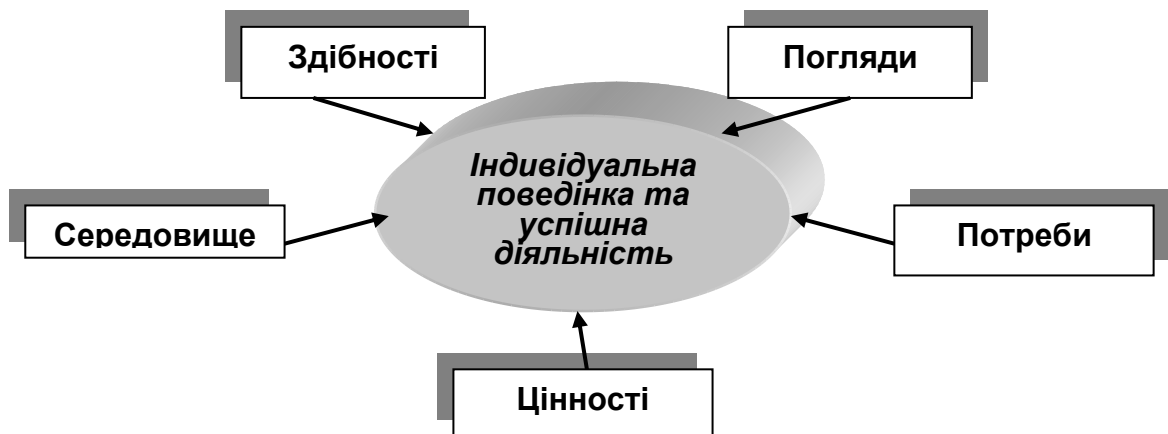 Здібності
Погляди
Індивідуальна
поведінка та
успішна
діяльність
Середовище
Потреби
Цінності